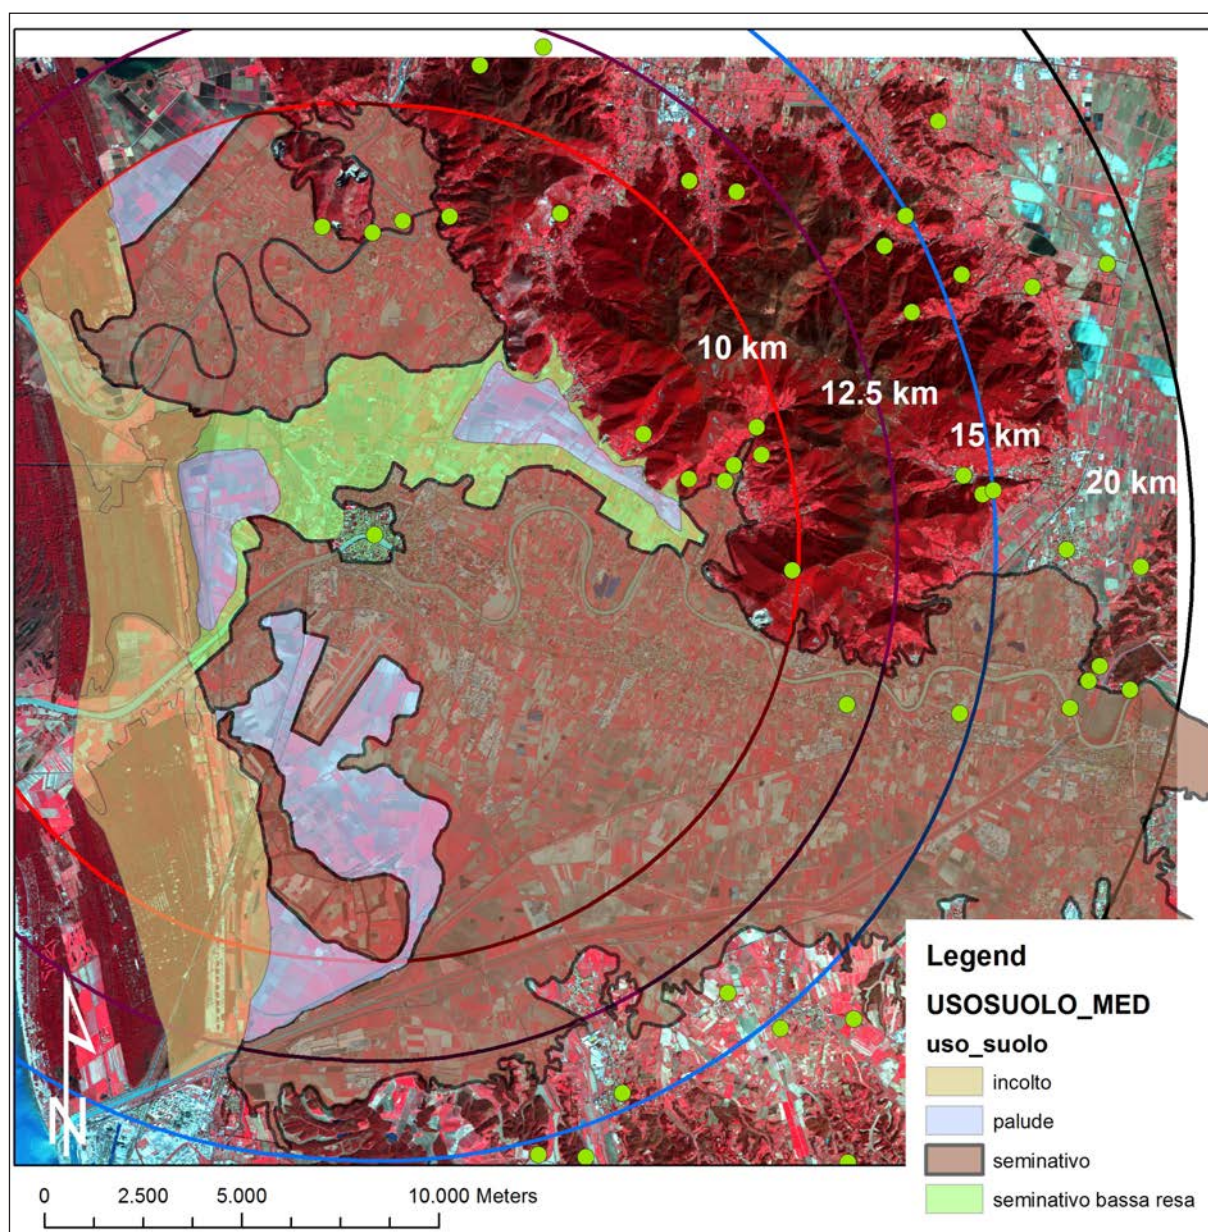 10 km
12.5 km
15 km
20 km
Legend
USOSUOLO_MED
uso_suolo
incolto
palude
seminativo
seminativo bassa resa
N
0 2.500 5.000 10.000 Meters